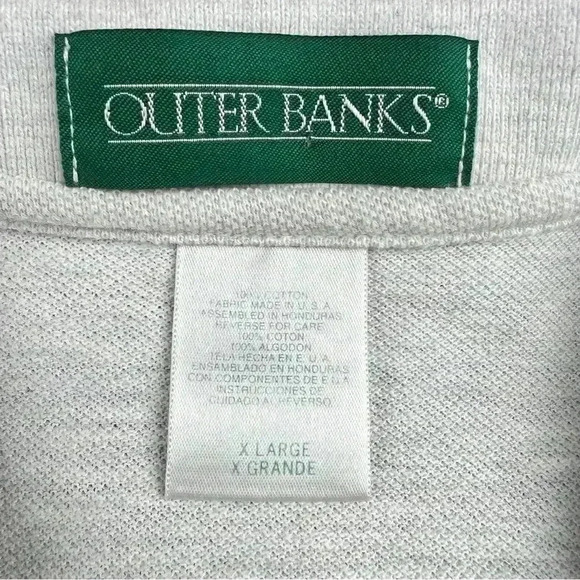 OUTER BANKS®
100% COTTON
FABRIC MADE IN U.S.A.
ASSEMBLED IN HONDURAS
REVERSE FOR CARE
100% COTON
100% ALGODON
TELA HECHA EN E.U.A.
ENSAMBLADO EN HONDURAS
CON COMPONENTES DE E.U.A
INSTRUCCIONES DE
CUIDADO AL REVERSO
X LARGE
X GRANDE